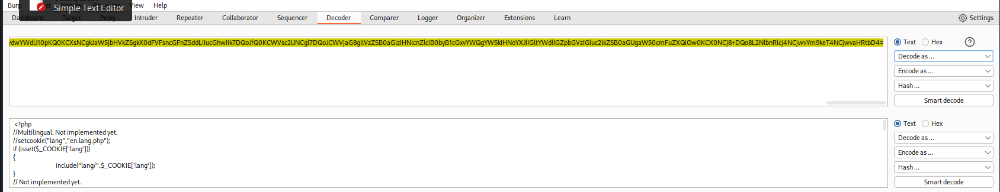 Burp View Help
Simple Text Editor
Dashboard Target Proxy Intruder Repeater Collaborator Sequencer Decoder Comparer Logger Organizer Extensions Learn Settings
Text Hex ?
Decode as ...
Encode as ...
Hash ...
Smart decode
<?php
//Multilingual. Not implemented yet.
//setcookie("lang","en.lang.php");
if (isset($_COOKIE['lang']))
{
include("lang/".$_COOKIE['lang']);
}
// Not implemented yet.
Text Hex
Decode as ...
Encode as ...
Hash ...
Smart decode